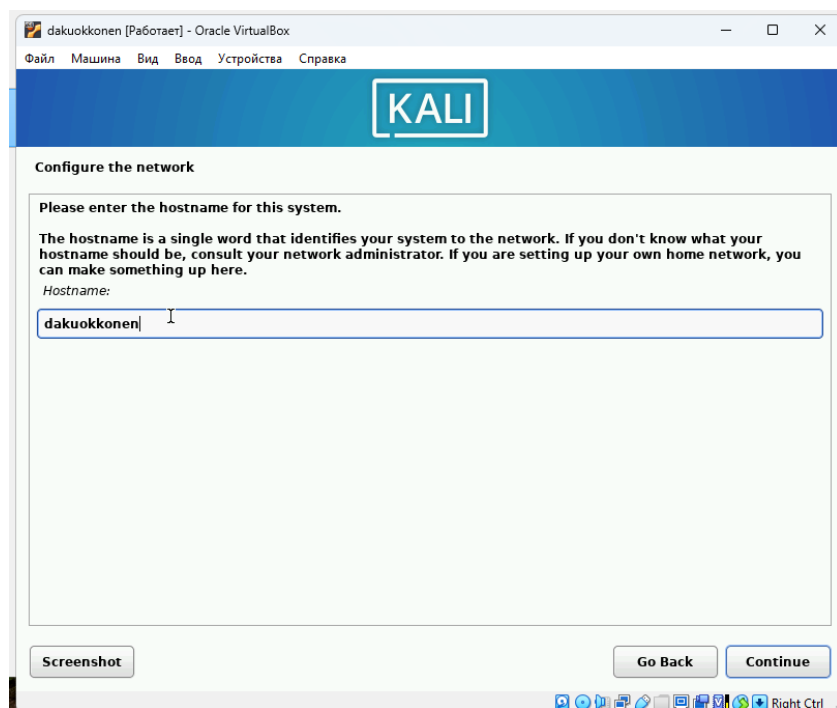 dakuokkonen [Работает] - Oracle VirtualBox
Файл Машина Вид Ввод Устройства Справка
KALI
Configure the network
Please enter the hostname for this system.
The hostname is a single word that identifies your system to the network. If you don't know what your
hostname should be, consult your network administrator. If you are setting up your own home network, you
can make something up here.
Hostname:
dakuokkonen
Screenshot Go Back Continue
Right Ctrl